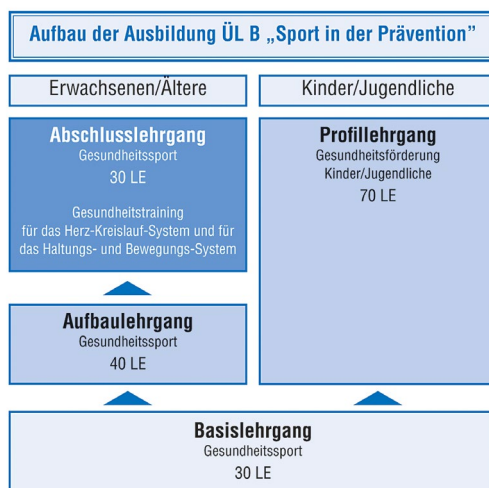 Aufbau der Ausbildung ÜL B „Sport in der Prävention”
Erwachsenen/Ältere
Kinder/Jugendliche
Abschlusslehrgang
Gesundheitssport
30 LE
Gesundheitstraining
für das Herz-Kreislauf-System und für
das Haltungs- und Bewegungs-System
Profillehrgang
Gesundheitsförderung
Kinder/Jugendliche
70 LE
Aufbaulehrgang
Gesundheitssport
40 LE
Basislehrgang
Gesundheitssport
30 LE